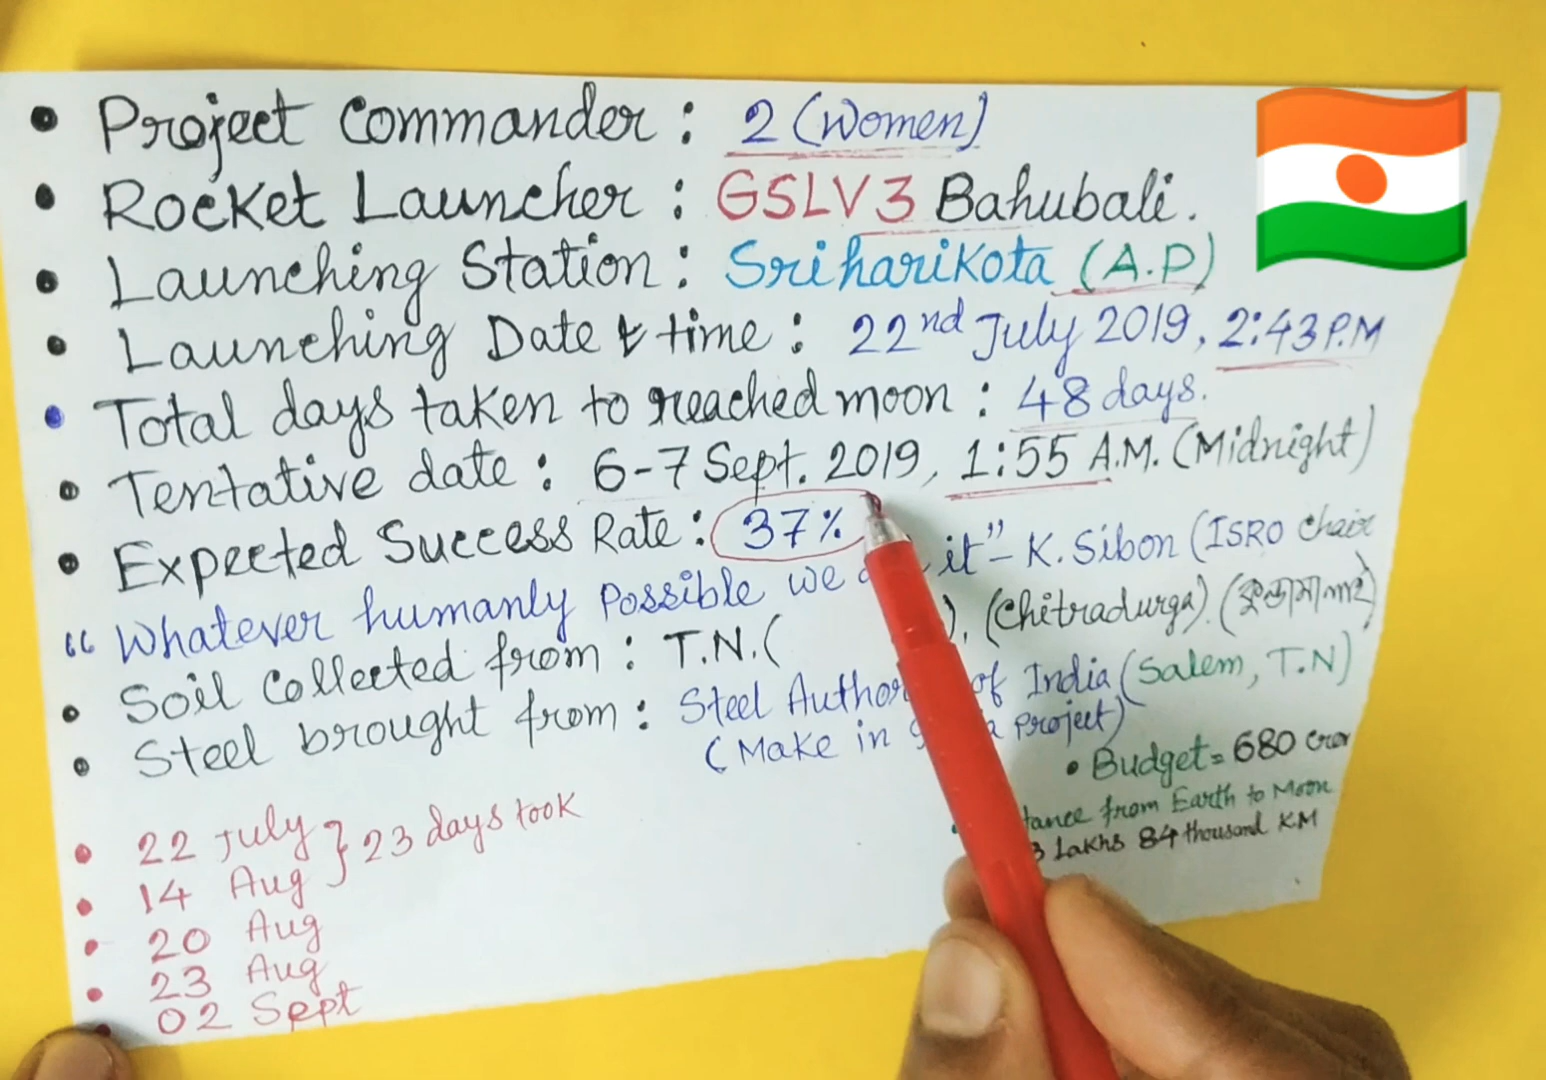 • Project Commander : 2 (Women)
• Rocket Launcher : GSLV3 Bahubali.
• Launching Station : Sriharikota (A.P)
• Launching Date & time : 22nd July 2019, 2:43 P.M
• Total days taken to reached moon : 48 days.
• Tentative date : 6-7 Sept. 2019, 1:55 A.M. (Midnight)
• Expected Success Rate : 37%
“ Whatever humanly Possible we it” - K. Sibon (ISRO Chair
• Soil Collected from : T.N. ( ), (Chitradurga).
• Steel brought from : Steel Author of India (Salem, T.N)
(Make in Project)
• Budget = 680 Cror
from Earth to Moon
3 Lakhs 84 thousand K.M
• 22 July } 23 days took
• 14 Aug
• 20 Aug
• 23 Aug
• 02 Sept